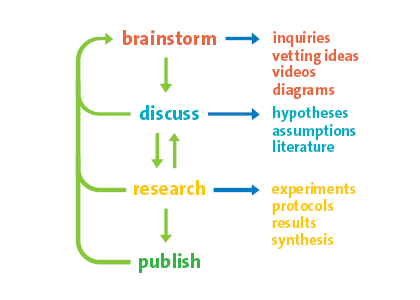 brainstorm
inquiries
vetting ideas
videos
diagrams
discuss
hypotheses
assumptions
literature
research
experiments
protocols
results
synthesis
publish